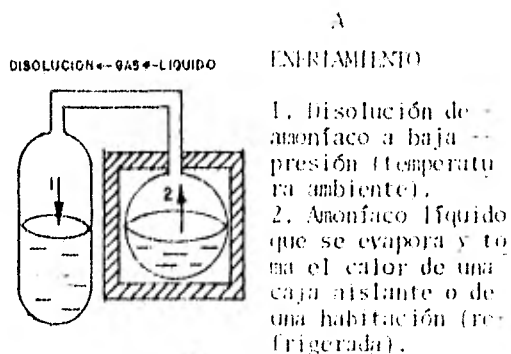 A
DISOLUCION←-GAS←-LIQUIDO
ENFRIAMIENTO
1
2
1. Disolución de -
amoníaco a baja --
presión (temperatu
ra ambiente).
2. Amoníaco líquido
que se evapora y to
ma el calor de una
caja aislante o de
una habitación (re-
frigerada).